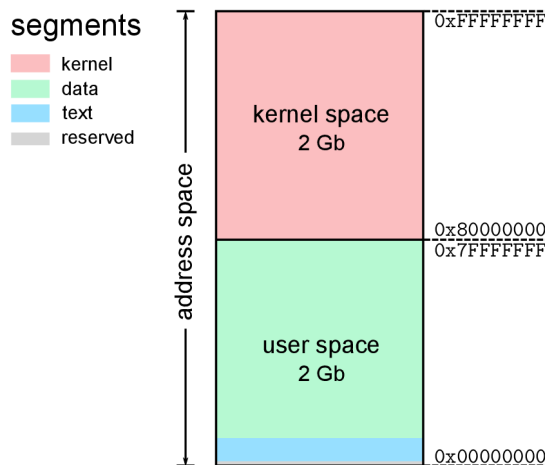 segments
kernel
data
text
reserved
address space
0xFFFFFFFF
kernel space
2 Gb
0x80000000
0x7FFFFFFF
user space
2 Gb
0x00000000